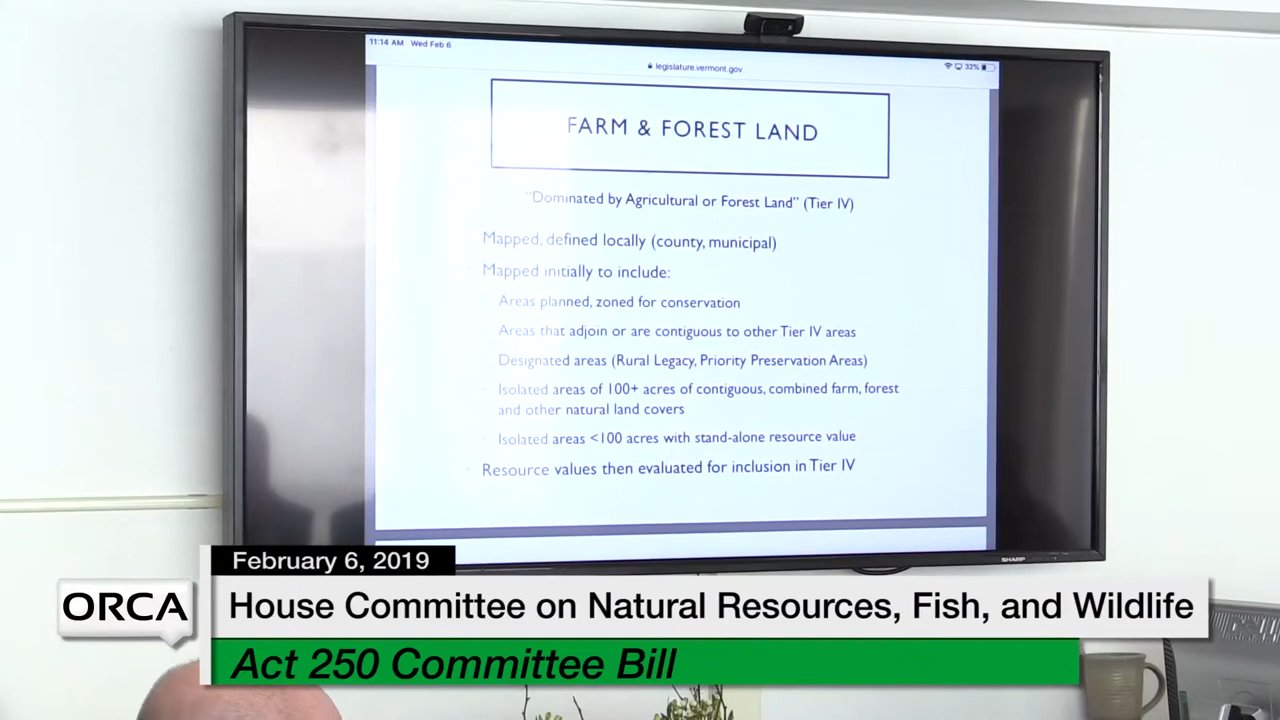 11:14 AM Wed Feb 6
legislature.vermont.gov
32%
FARM & FOREST LAND
"Dominated by Agricultural or Forest Land" (Tier IV)
Mapped, defined locally (county, municipal)
Mapped initially to include:
Areas planned, zoned for conservation
Areas that adjoin or are contiguous to other Tier IV areas
Designated areas (Rural Legacy, Priority Preservation Areas)
Isolated areas of 100+ acres of contiguous, combined farm, forest
and other natural land covers
Isolated areas <100 acres with stand-alone resource value
Resource values then evaluated for inclusion in Tier IV
SHARP
February 6, 2019
ORCA
House Committee on Natural Resources, Fish, and Wildlife
Act 250 Committee Bill